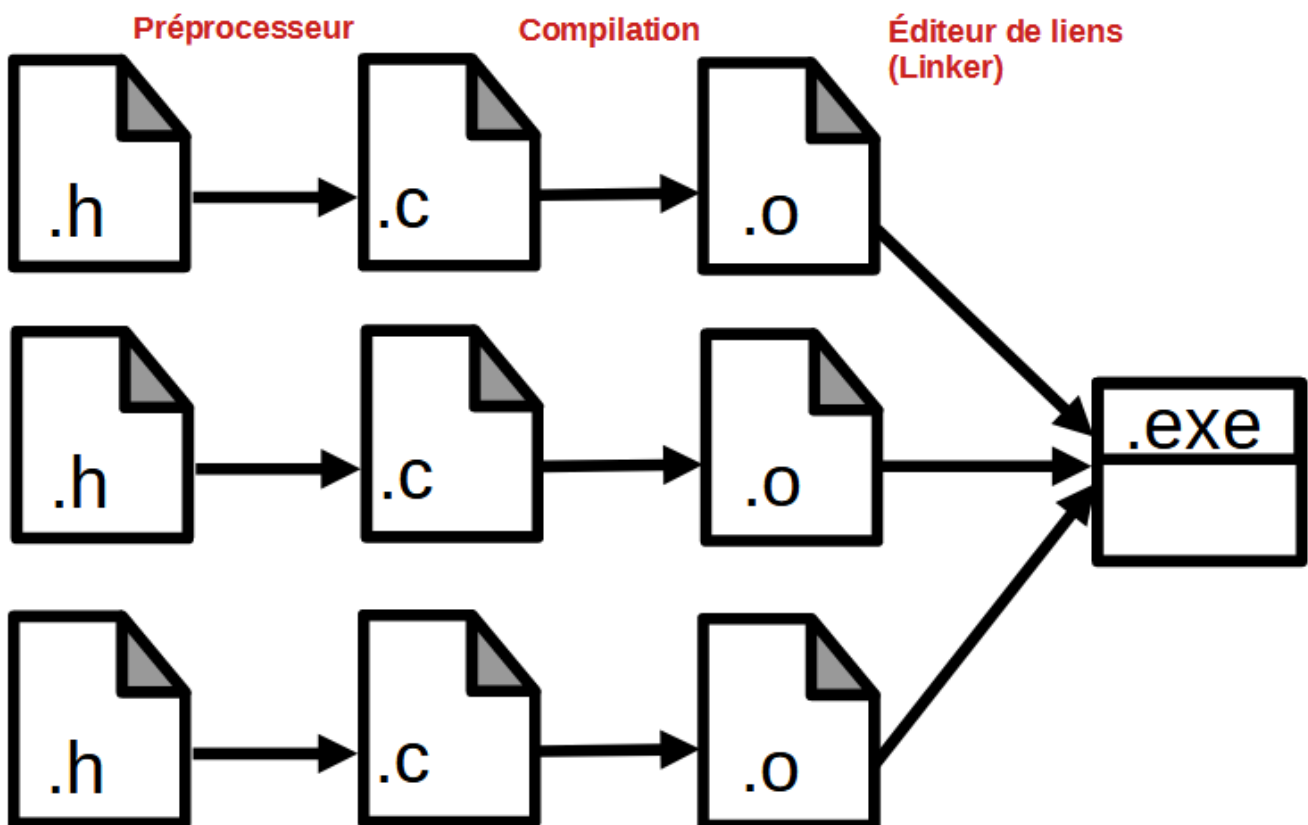 Préprocesseur
Compilation
Éditeur de liens
(Linker)
.h
.c
.o
.exe
.h
.c
.o
.h
.c
.o